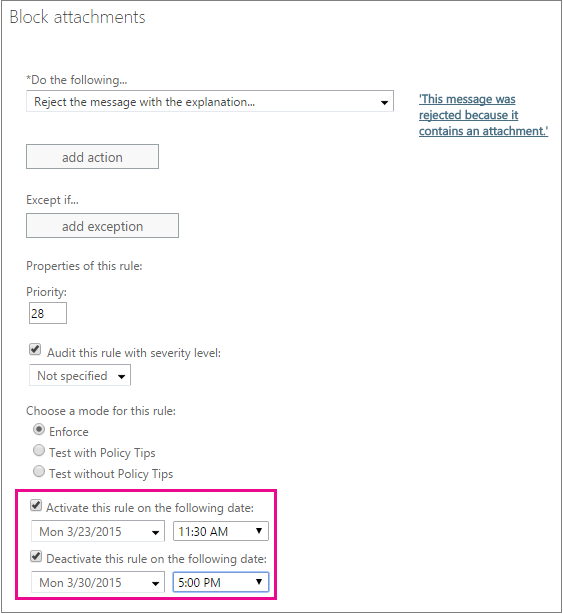 Block attachments
*Do the following...
Reject the message with the explanation...
'This message was
rejected because it
contains an attachment.'
add action
Except if...
add exception
Properties of this rule:
Priority:
28
Audit this rule with severity level:
Not specified
Choose a mode for this rule:
Enforce
Test with Policy Tips
Test without Policy Tips
Activate this rule on the following date:
Mon 3/23/2015 11:30 AM
Deactivate this rule on the following date:
Mon 3/30/2015 5:00 PM